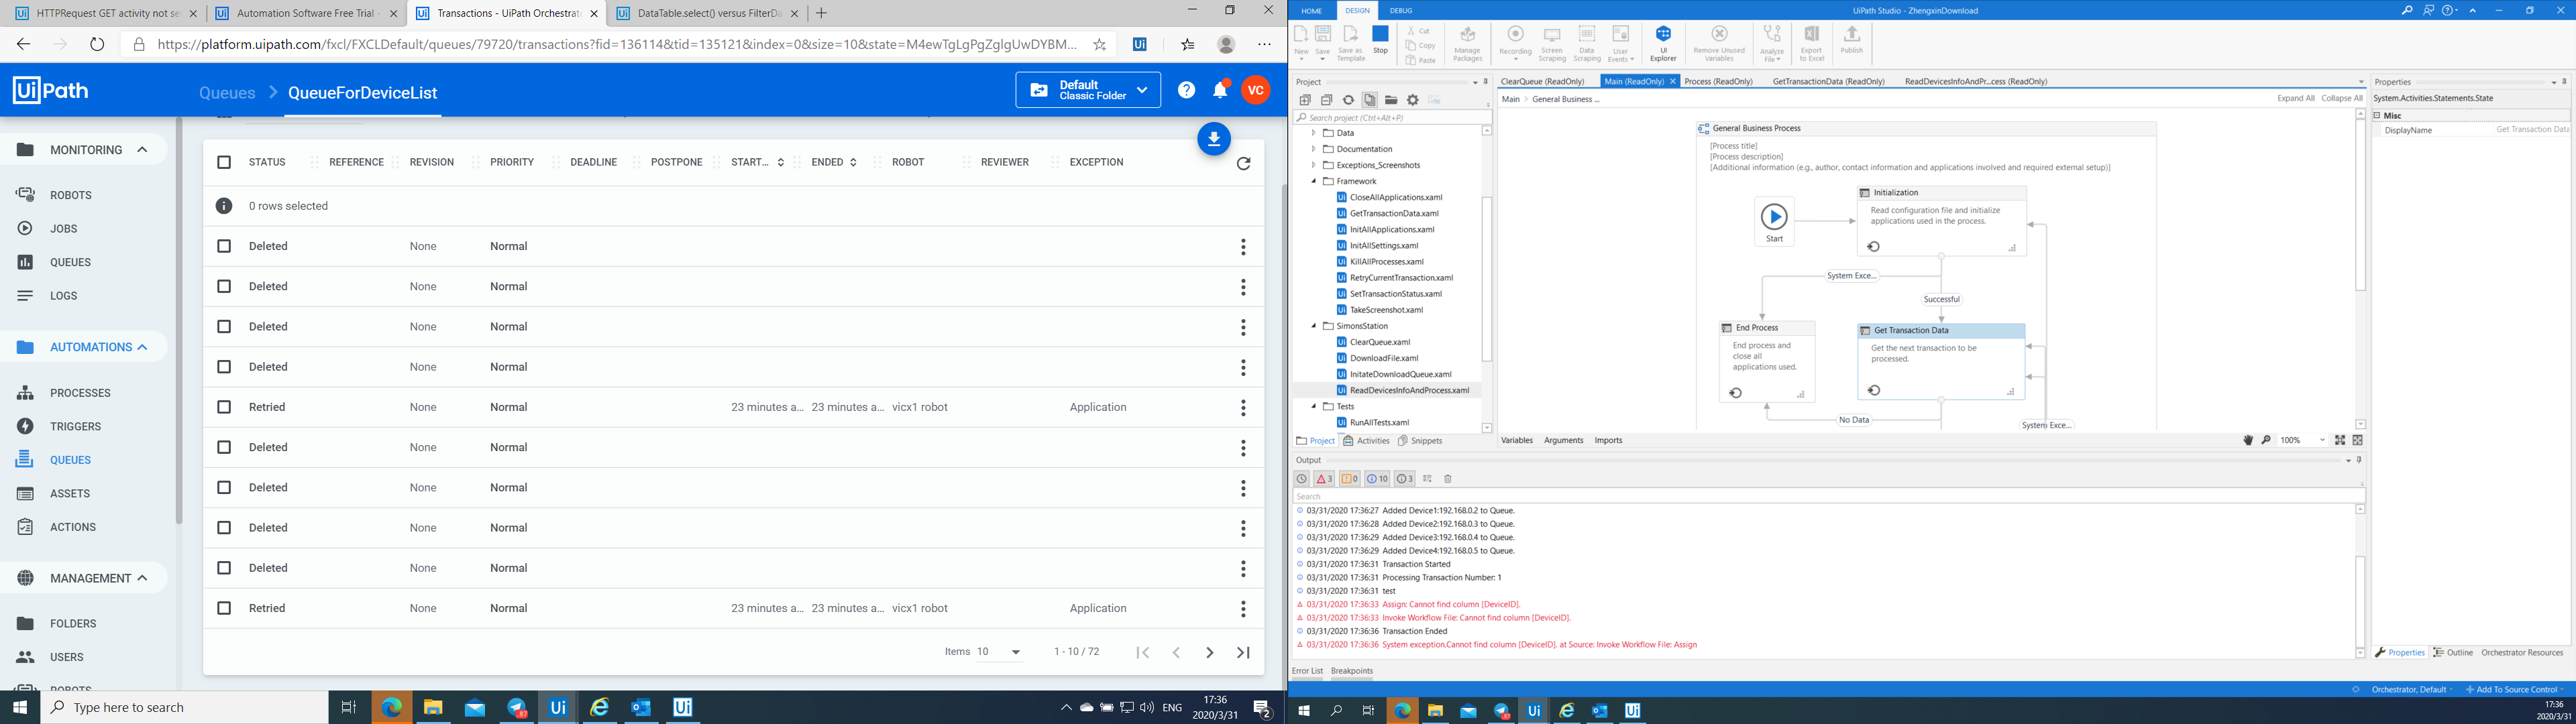 HTTPRequest GET activity not se
Automation Software Free Trial -
Transactions - UiPath Orchestrato
DataTable.select() versus FilterDa
https://platform.uipath.com/fxcl/FXCLDefault/queues/79720/transactions?fid=136114&tid=135121&index=0&size=10&state=M4ewTgLgPgZglgUwDYBM...
UiPath
Queues > QueueForDeviceList
Default
Classic Folder
VC
MONITORING
ROBOTS
JOBS
QUEUES
LOGS
AUTOMATIONS
PROCESSES
TRIGGERS
QUEUES
ASSETS
ACTIONS
MANAGEMENT
FOLDERS
USERS
ROBOTS
STATUS REFERENCE REVISION PRIORITY DEADLINE POSTPONE START... ENDED ROBOT REVIEWER EXCEPTION
0 rows selected
Deleted None Normal
Deleted None Normal
Deleted None Normal
Deleted None Normal
Retried None Normal 23 minutes a... 23 minutes a... vicx1 robot Application
Deleted None Normal
Deleted None Normal
Deleted None Normal
Deleted None Normal
Retried None Normal 23 minutes a... 23 minutes a... vicx1 robot Application
Items 10 1 - 10 / 72
Type here to search
ENG
17:36
2020/3/31
2
HOME DESIGN DEBUG
UiPath Studio - ZhengxinDownload
New
Save
Save as Template
Stop
Cut
Copy
Paste
Manage Packages
Recording
Screen Scraping
Data Scraping
User Events
UI Explorer
Remove Unused Variables
Analyze File
Export to Excel
Publish
Project
Search project (Ctrl+Alt+P)
Data
Documentation
Exceptions_Screenshots
Framework
CloseAllApplications.xaml
GetTransactionData.xaml
InitAllApplications.xaml
InitAllSettings.xaml
KillAllProcesses.xaml
RetryCurrentTransaction.xaml
SetTransactionStatus.xaml
TakeScreenshot.xaml
SimonsStation
ClearQueue.xaml
DownloadFile.xaml
InitateDownloadQueue.xaml
ReadDevicesInfoAndProcess.xaml
Tests
RunAllTests.xaml
Project Activities Snippets
ClearQueue (ReadOnly) Main (ReadOnly) Process (ReadOnly) GetTransactionData (ReadOnly) ReadDevicesInfoAndPr...cess (ReadOnly)
Main > General Business ...
Expand All Collapse All
General Business Process
[Process title]
[Process description]
[Additional information (e.g., author, contact information and applications involved and required external setup)]
Start
Initialization
Read configuration file and initialize
applications used in the process.
System Exce...
Successful
End Process
End process and
close all
applications used.
Get Transaction Data
Get the next transaction to be
processed.
No Data
System Exce...
Variables Arguments Imports
100%
Output
3 0 10 3
Search
03/31/2020 17:36:27 Added Device1:192.168.0.2 to Queue.
03/31/2020 17:36:28 Added Device2:192.168.0.3 to Queue.
03/31/2020 17:36:29 Added Device3:192.168.0.4 to Queue.
03/31/2020 17:36:29 Added Device4:192.168.0.5 to Queue.
03/31/2020 17:36:31 Transaction Started
03/31/2020 17:36:31 Processing Transaction Number: 1
03/31/2020 17:36:31 test
03/31/2020 17:36:33 Assign: Cannot find column [DeviceID].
03/31/2020 17:36:33 Invoke Workflow File: Cannot find column [DeviceID].
03/31/2020 17:36:36 Transaction Ended
03/31/2020 17:36:36 System exception.Cannot find column [DeviceID]. at Source: Invoke Workflow File: Assign
Error List Breakpoints
Properties
System.Activities.Statements.State
Misc
DisplayName Get Transaction Data
Properties Outline Orchestrator Resources
Orchestrator, Default Add To Source Control
17:36
2020/3/31